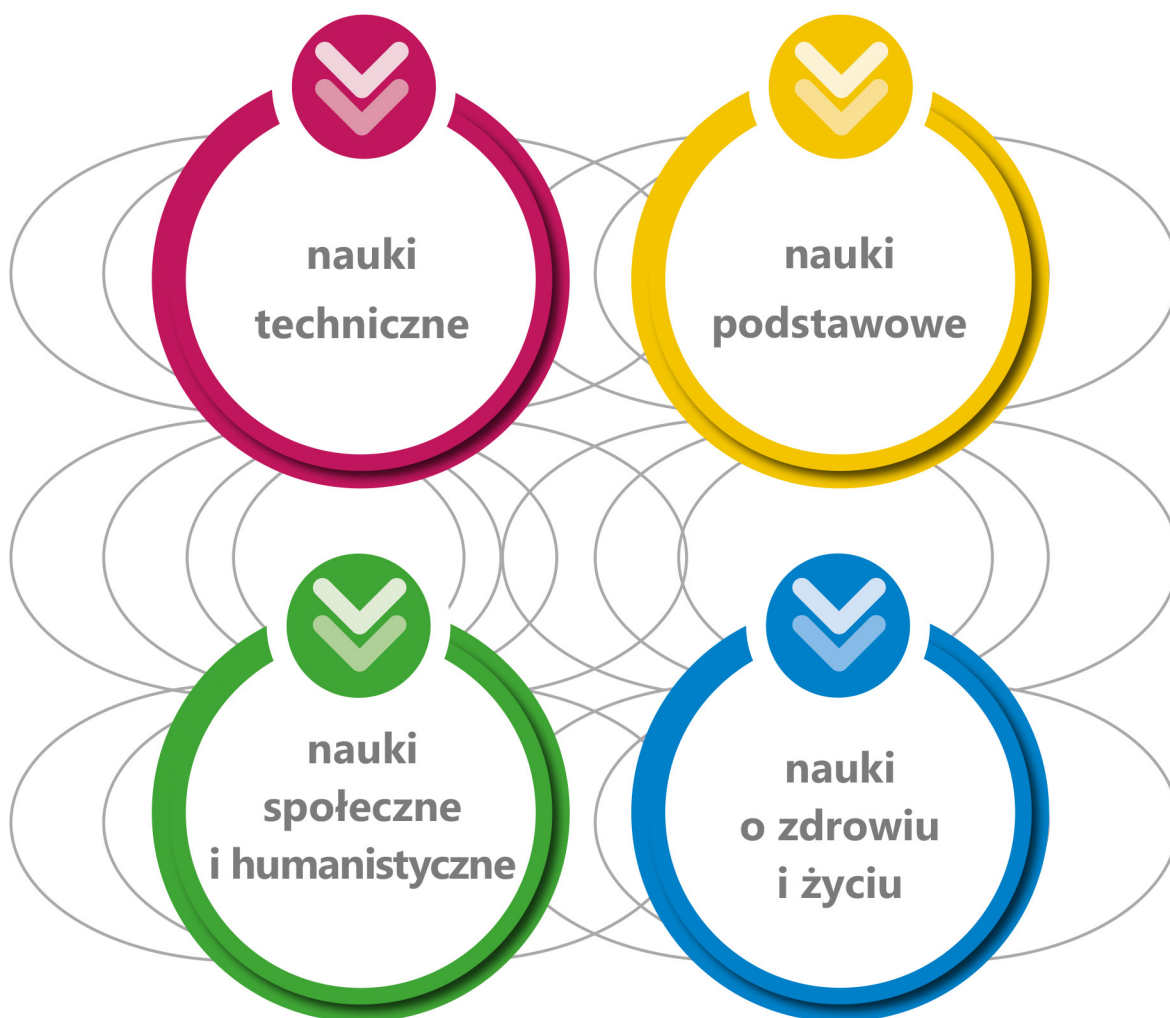 nauki
techniczne
nauki
podstawowe
nauki
społeczne
i humanistyczne
nauki
o zdrowiu
i życiu